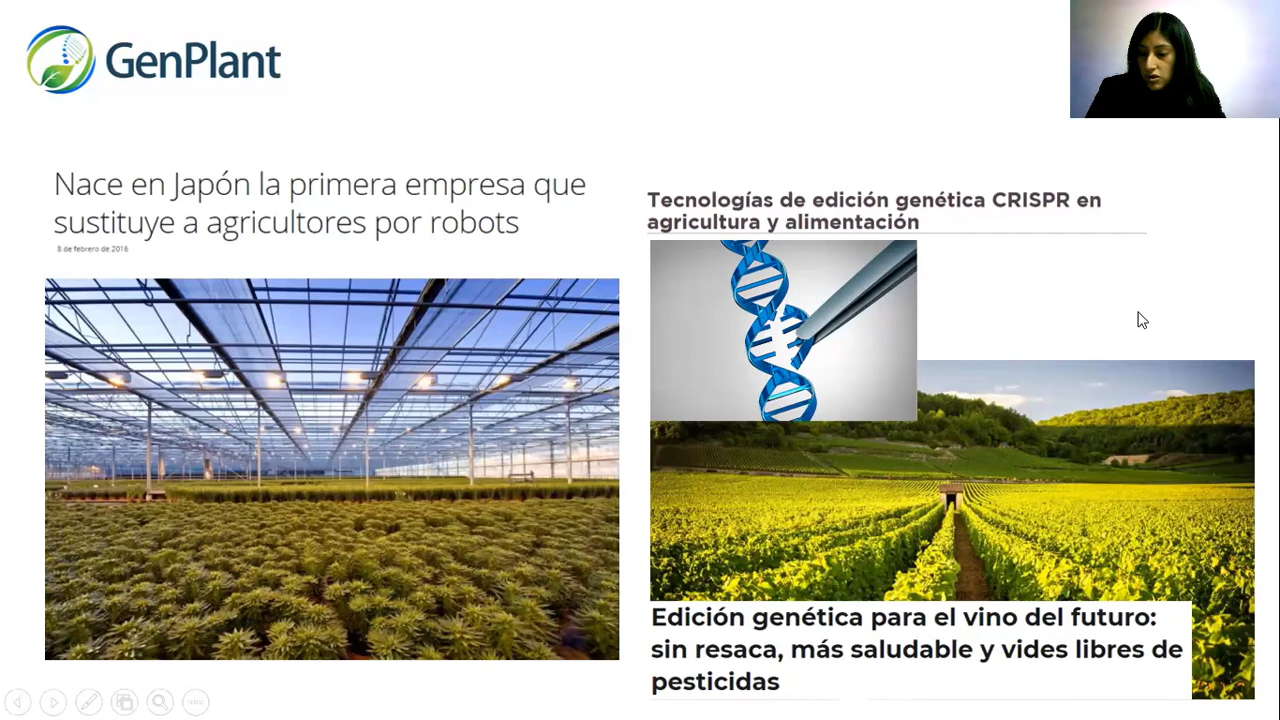 GenPlant
Nace en Japón la primera empresa que
sustituye a agricultores por robots
8 de febrero de 2016
Tecnologías de edición genética CRISPR en
agricultura y alimentación
Edición genética para el vino del futuro:
sin resaca, más saludable y vides libres de
pesticidas